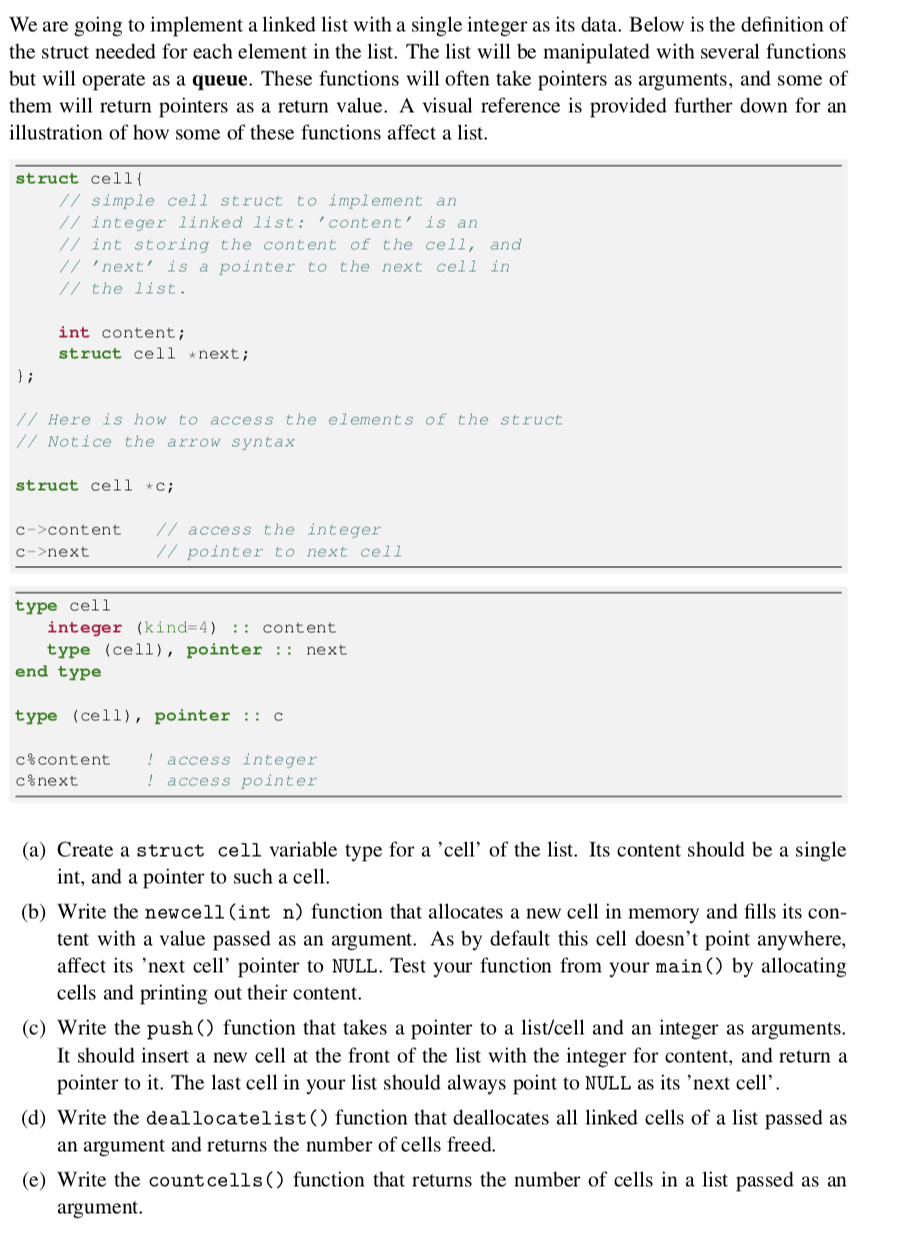 We are going to implement a linked list with a single integer as its data. Below is the definition of
the struct needed for each element in the list. The list will be manipulated with several functions
but will operate as a queue. These functions will often take pointers as arguments, and some of
them will return pointers as a return value. A visual reference is provided further down for an
illustration of how some of these functions affect a list.
struct cell{
// simple cell struct to implement an
// integer linked list: 'content' is an
// int storing the content of the cell, and
// 'next' is a pointer to the next cell in
// the list.
int content;
struct cell *next;
};
// Here is how to access the elements of the struct
// Notice the arrow syntax
struct cell *c;
c->content // access the integer
c->next // pointer to next cell
type cell
integer (kind=4) :: content
type (cell), pointer :: next
end type
type (cell), pointer :: c
c%content ! access integer
c%next ! access pointer
(a) Create a struct cell variable type for a 'cell' of the list. Its content should be a single
int, and a pointer to such a cell.
(b) Write the newcell(int n) function that allocates a new cell in memory and fills its con-
tent with a value passed as an argument. As by default this cell doesn't point anywhere,
affect its 'next cell' pointer to NULL. Test your function from your main() by allocating
cells and printing out their content.
(c) Write the push() function that takes a pointer to a list/cell and an integer as arguments.
It should insert a new cell at the front of the list with the integer for content, and return a
pointer to it. The last cell in your list should always point to NULL as its 'next cell'.
(d) Write the deallocatelist() function that deallocates all linked cells of a list passed as
an argument and returns the number of cells freed.
(e) Write the countcells() function that returns the number of cells in a list passed as an
argument.